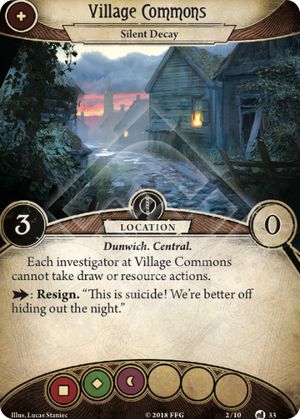 Village Commons
Silent Decay
3
0
LOCATION
Dunwich. Central.
Each investigator at Village Commons
cannot take draw or resource actions.
: Resign. “This is suicide! We’re better off
hiding out the night.”
Illus. Lucas Staniec
© 2018 FFG
2/10
33